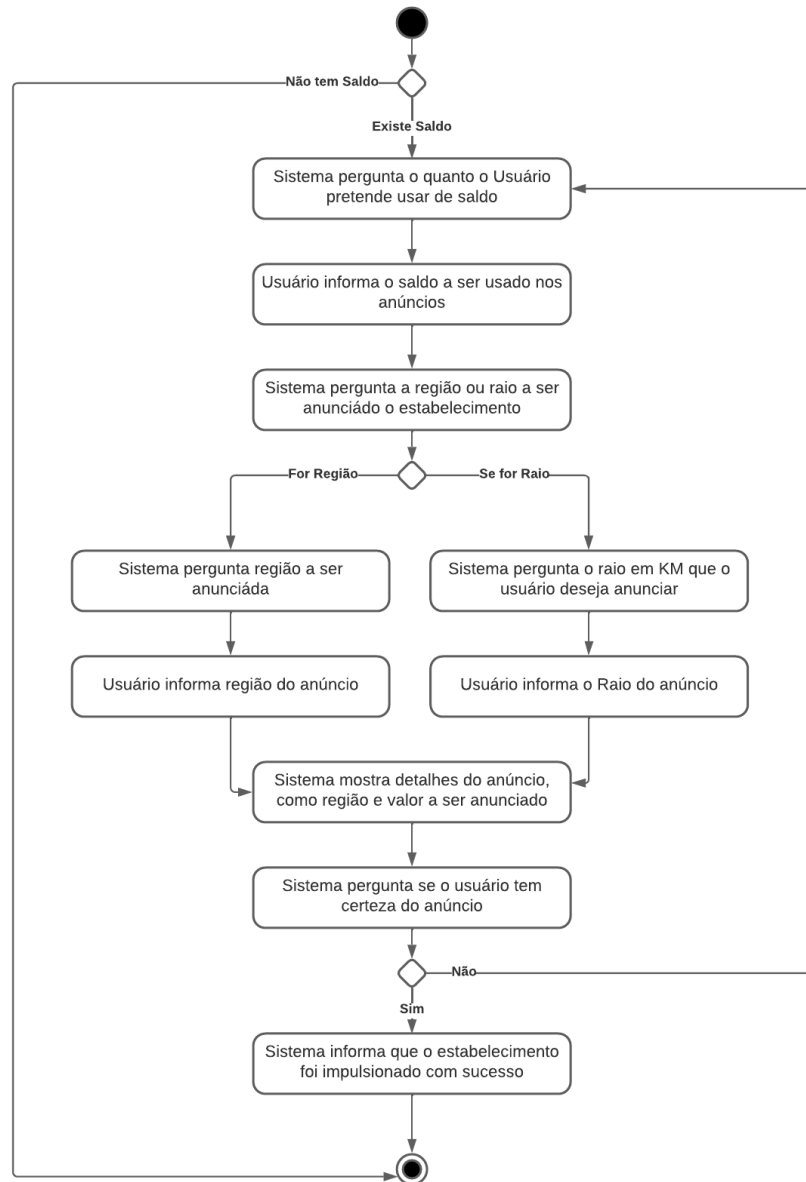 Não tem Saldo
Existe Saldo
Sistema pergunta o quanto o Usuário
pretende usar de saldo
Usuário informa o saldo a ser usado nos
anúncios
Sistema pergunta a região ou raio a ser
anunciádo o estabelecimento
For Região
Se for Raio
Sistema pergunta região a ser
anunciáda
Sistema pergunta o raio em KM que o
usuário deseja anunciar
Usuário informa região do anúncio
Usuário informa o Raio do anúncio
Sistema mostra detalhes do anúncio,
como região e valor a ser anunciado
Sistema pergunta se o usuário tem
certeza do anúncio
Não
Sim
Sistema informa que o estabelecimento
foi impulsionado com sucesso